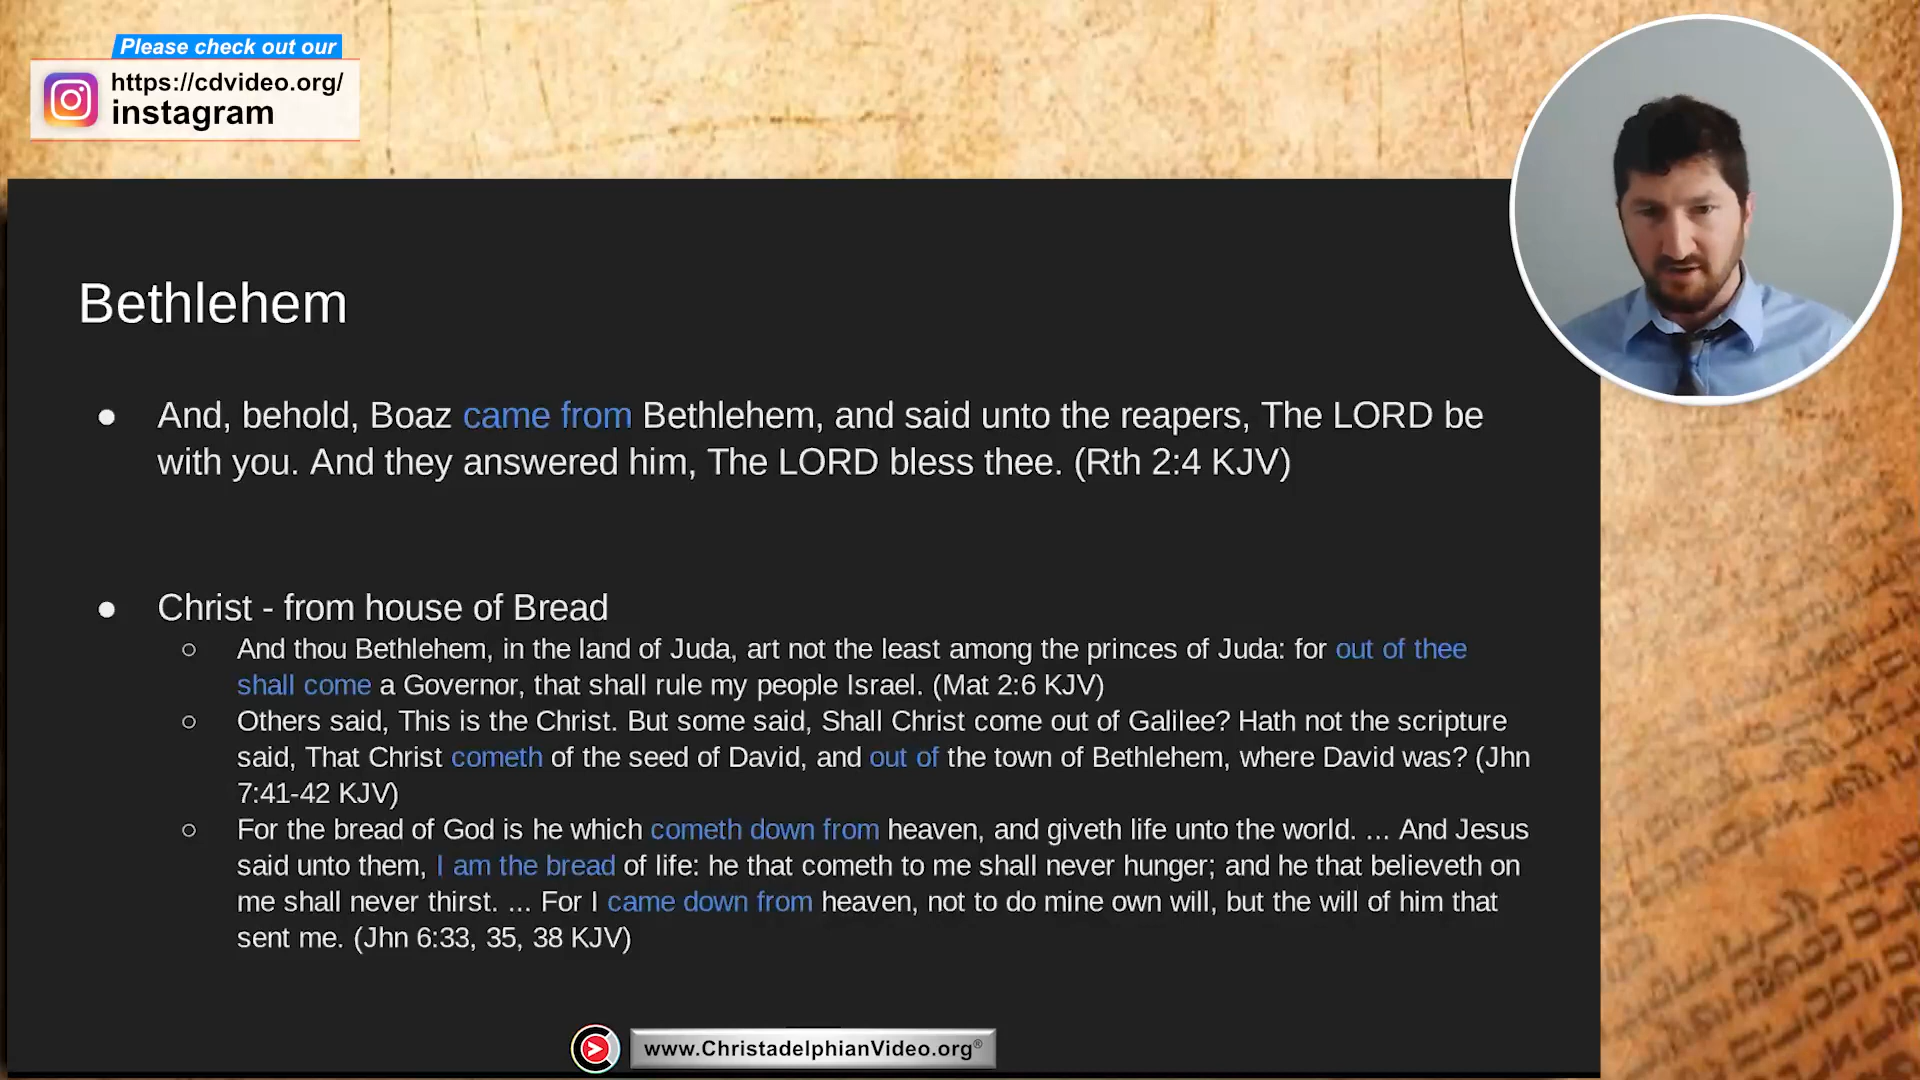 Please check out our
https://cdvideo.org/
instagram
Bethlehem
● And, behold, Boaz came from Bethlehem, and said unto the reapers, The LORD be
with you. And they answered him, The LORD bless thee. (Rth 2:4 KJV)
● Christ - from house of Bread
○ And thou Bethlehem, in the land of Juda, art not the least among the princes of Juda: for out of thee
shall come a Governor, that shall rule my people Israel. (Mat 2:6 KJV)
○ Others said, This is the Christ. But some said, Shall Christ come out of Galilee? Hath not the scripture
said, That Christ cometh of the seed of David, and out of the town of Bethlehem, where David was? (Jhn
7:41-42 KJV)
○ For the bread of God is he which cometh down from heaven, and giveth life unto the world. ... And Jesus
said unto them, I am the bread of life: he that cometh to me shall never hunger; and he that believeth on
me shall never thirst. ... For I came down from heaven, not to do mine own will, but the will of him that
sent me. (Jhn 6:33, 35, 38 KJV)
www.ChristadelphianVideo.org®